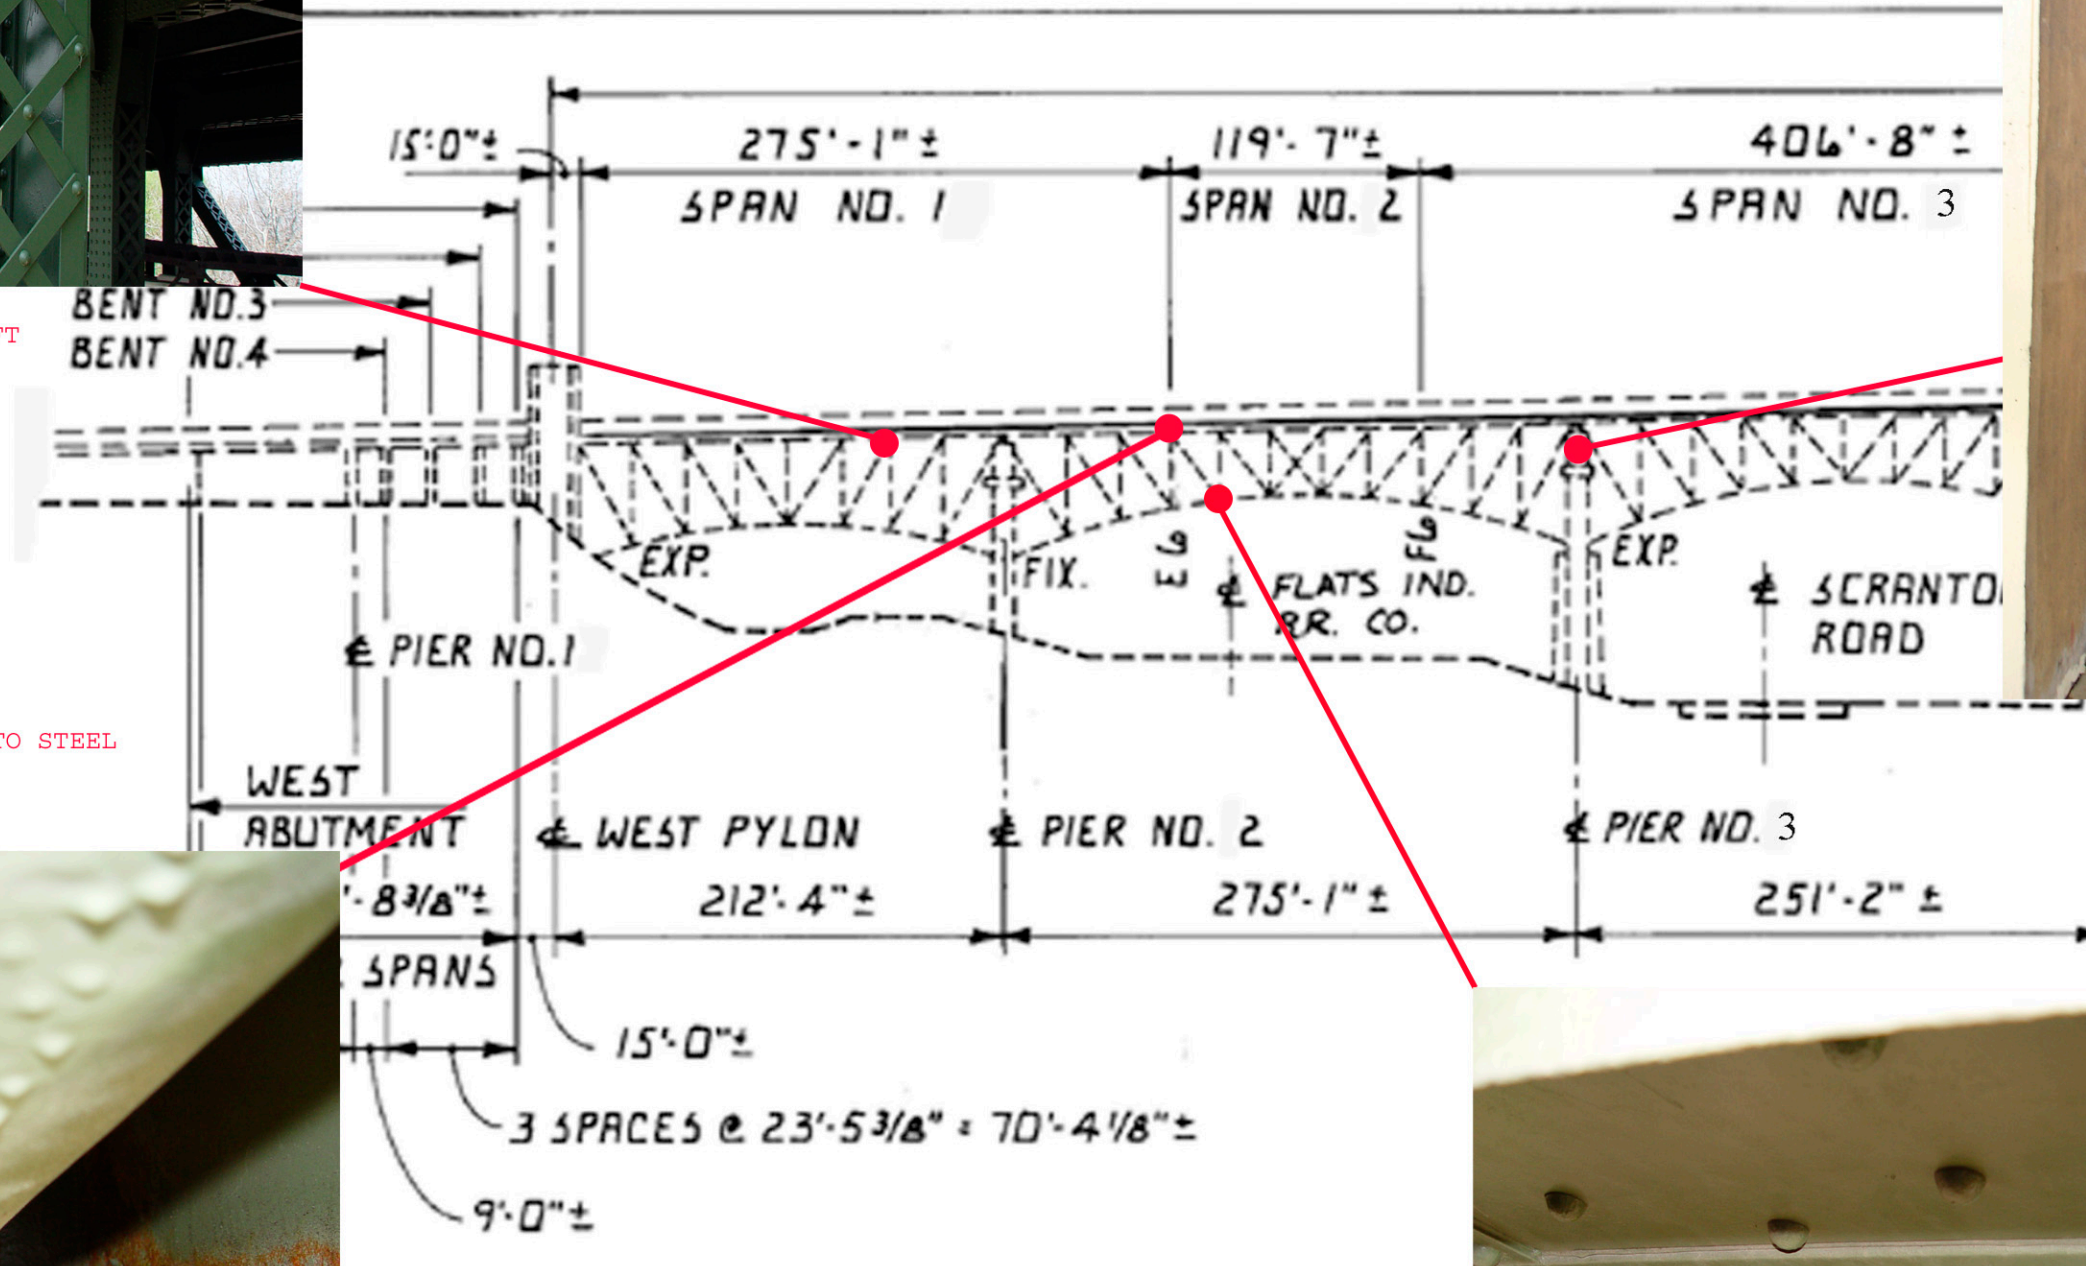 15'-0"±
275'-1"±
119'-7"±
406'-8"±
SPAN NO. 1
SPAN NO. 2
SPAN NO. 3
BENT NO.3
BENT NO.4
EXP.
FIX.
FLATS IND.
RR. CO.
EXP.
ROAD
℄ PIER NO.1
TO STEEL
WEST
ABUTMENT
℄ WEST PYLON
℄ PIER NO. 2
℄ PIER NO. 3
'-8 3/8"±
212'-4"±
275'-1"±
251'-2"±
SPANS
15'-0"±
3 SPACES @ 23'-5 3/8" = 70'-4 1/8"±
9'-0"±